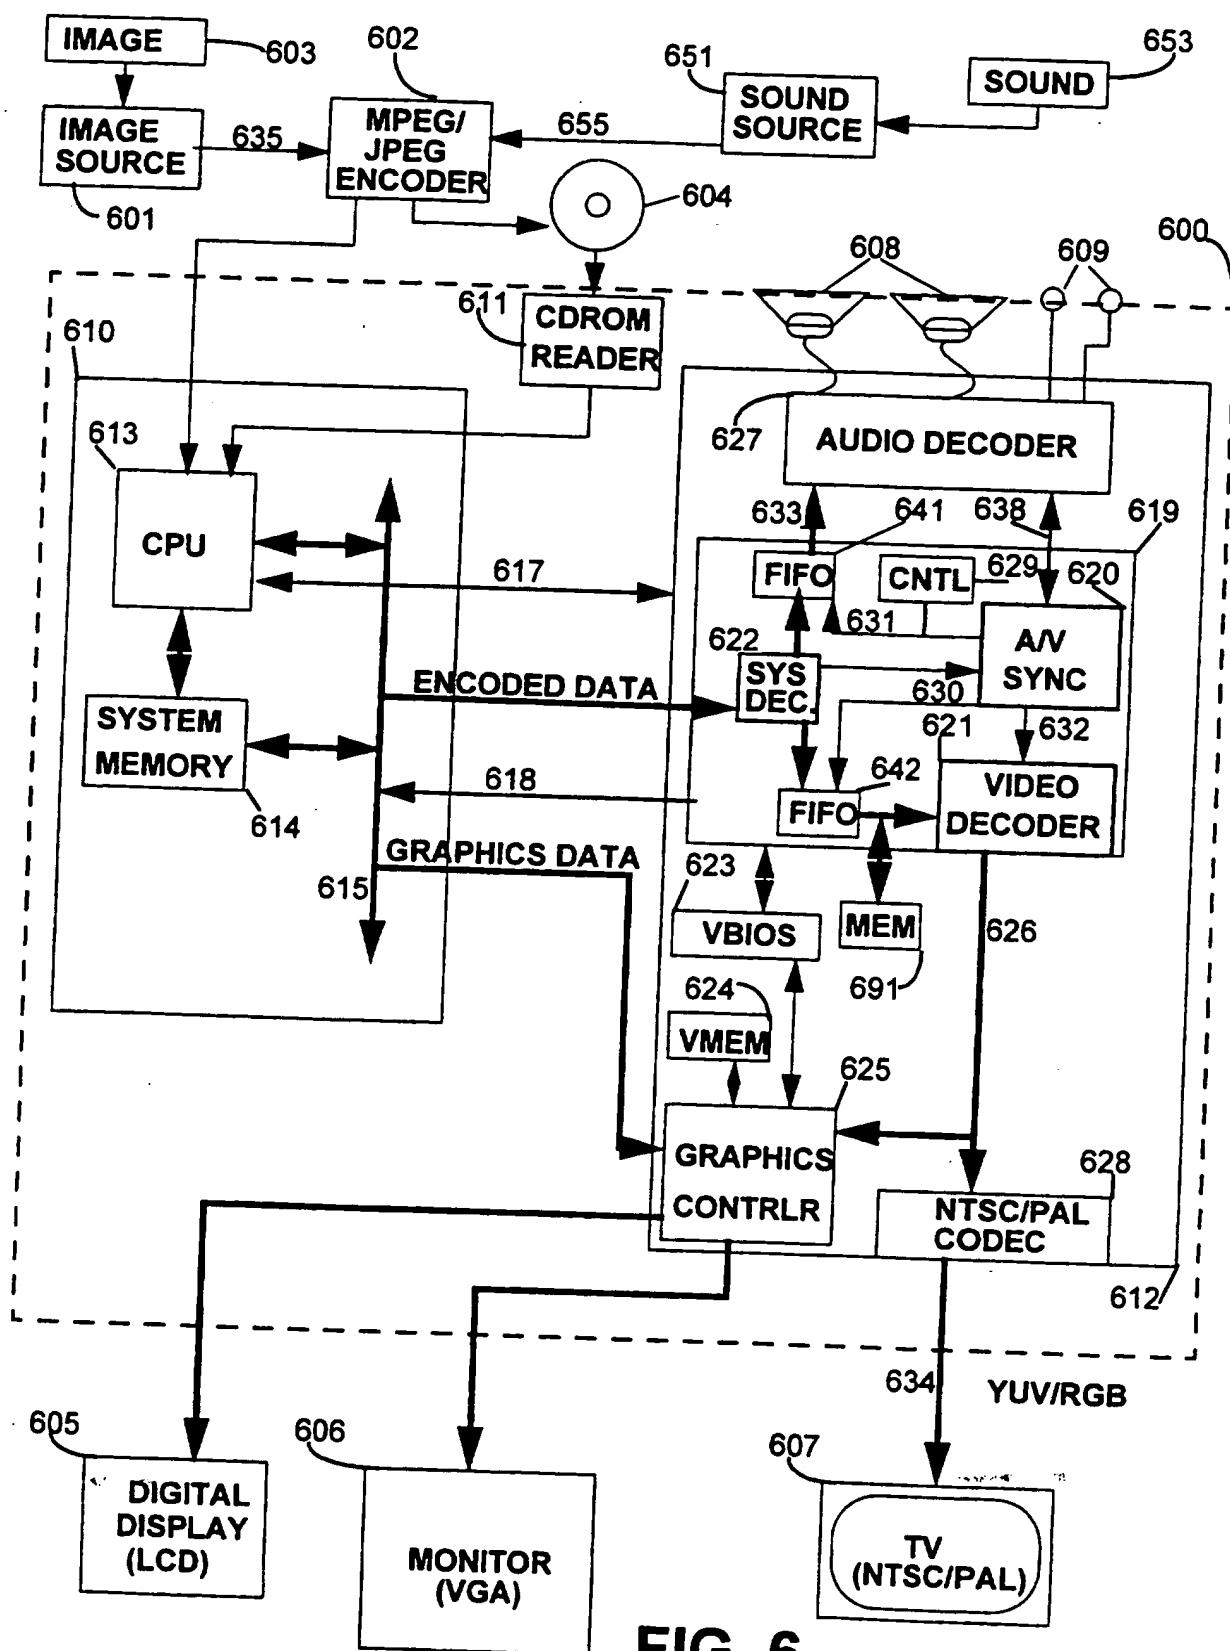 IMAGE
603
602
651
653
SOUND
SOUND
SOURCE
MPEG/
JPEG
ENCODER
IMAGE
SOURCE
635
655
601
604
600
608
609
611
CDROM
READER
610
613
627
AUDIO DECODER
CPU
633
641
638
619
617
FIFO
CNTL
629
620
631
622
A/V
SYNC
SYS
DEC.
ENCODED DATA
630
621
632
SYSTEM
MEMORY
618
642
VIDEO
DECODER
FIFO
614
GRAPHICS DATA
615
623
VBIOS
MEM
626
624
691
VMEM
625
GRAPHICS
CONTRLR
628
NTSC/PAL
CODEC
612
634
YUV/RGB
605
606
607
DIGITAL
DISPLAY
(LCD)
MONITOR
(VGA)
TV
(NTSC/PAL)
FIG. 6